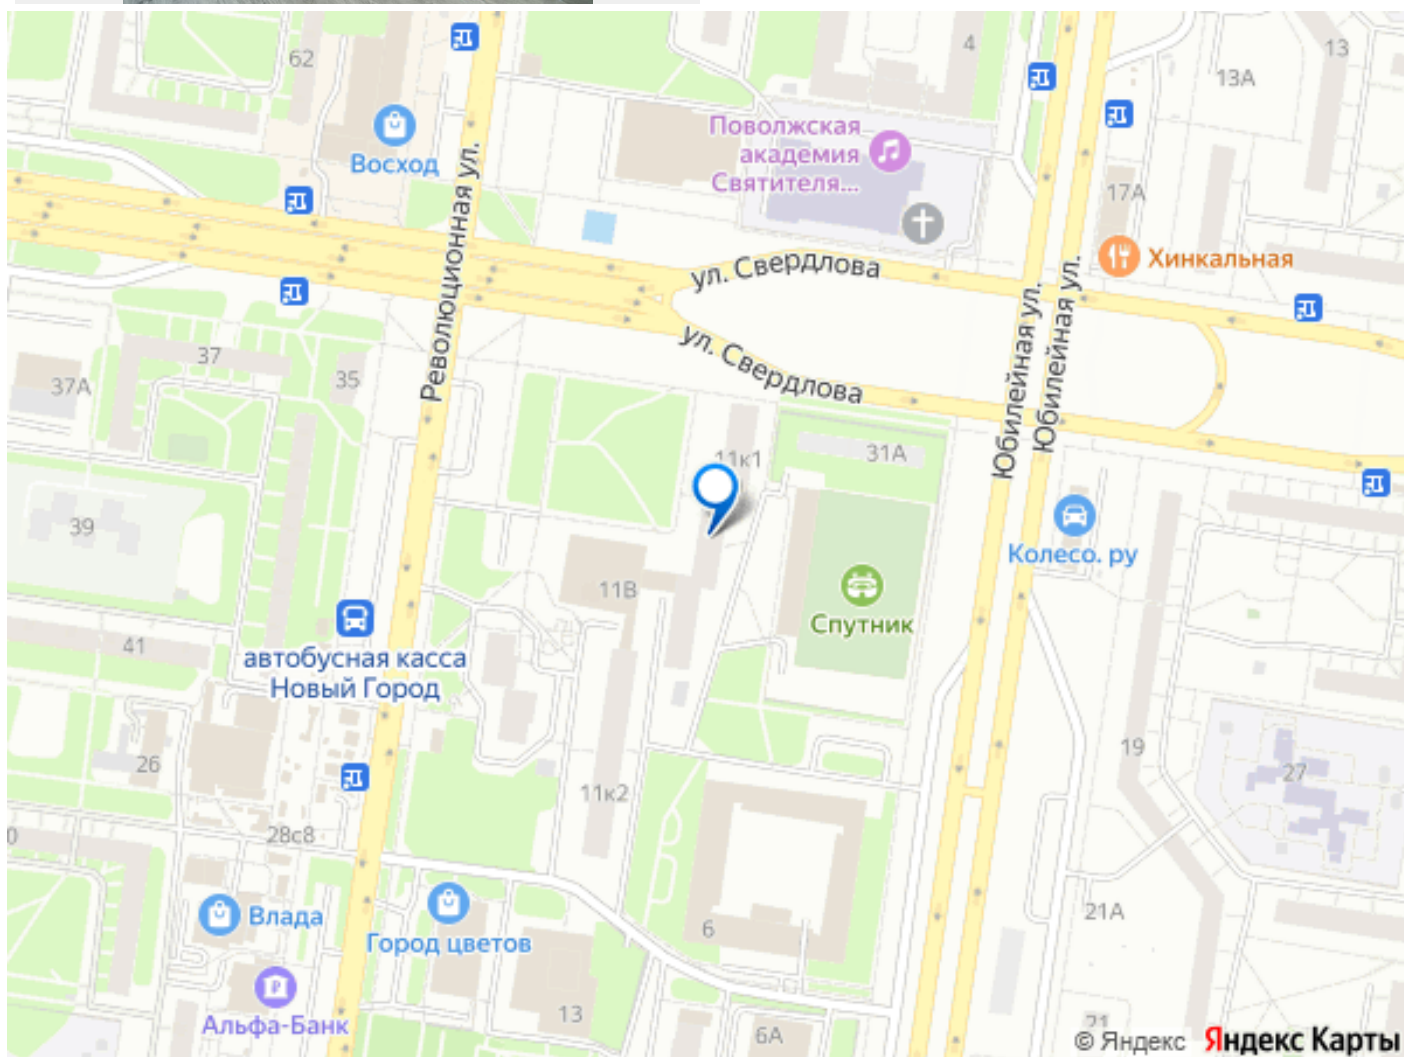 62
4
13
13А
Поволжская
академия
Святителя...
Восход
17А
Хинкальная
Революционная ул.
ул. Свердлова
ул. Свердлова
Юбилейная ул.
Юбилейная ул.
37
35
37А
11к1
31А
39
Колесо. ру
11В
Спутник
41
автобусная касса
Новый Город
26
19
27
11к2
28с8
0
Влада
Город цветов
6
21А
Альфа-Банк
13
6А
21
© Яндекс Яндекс Карты